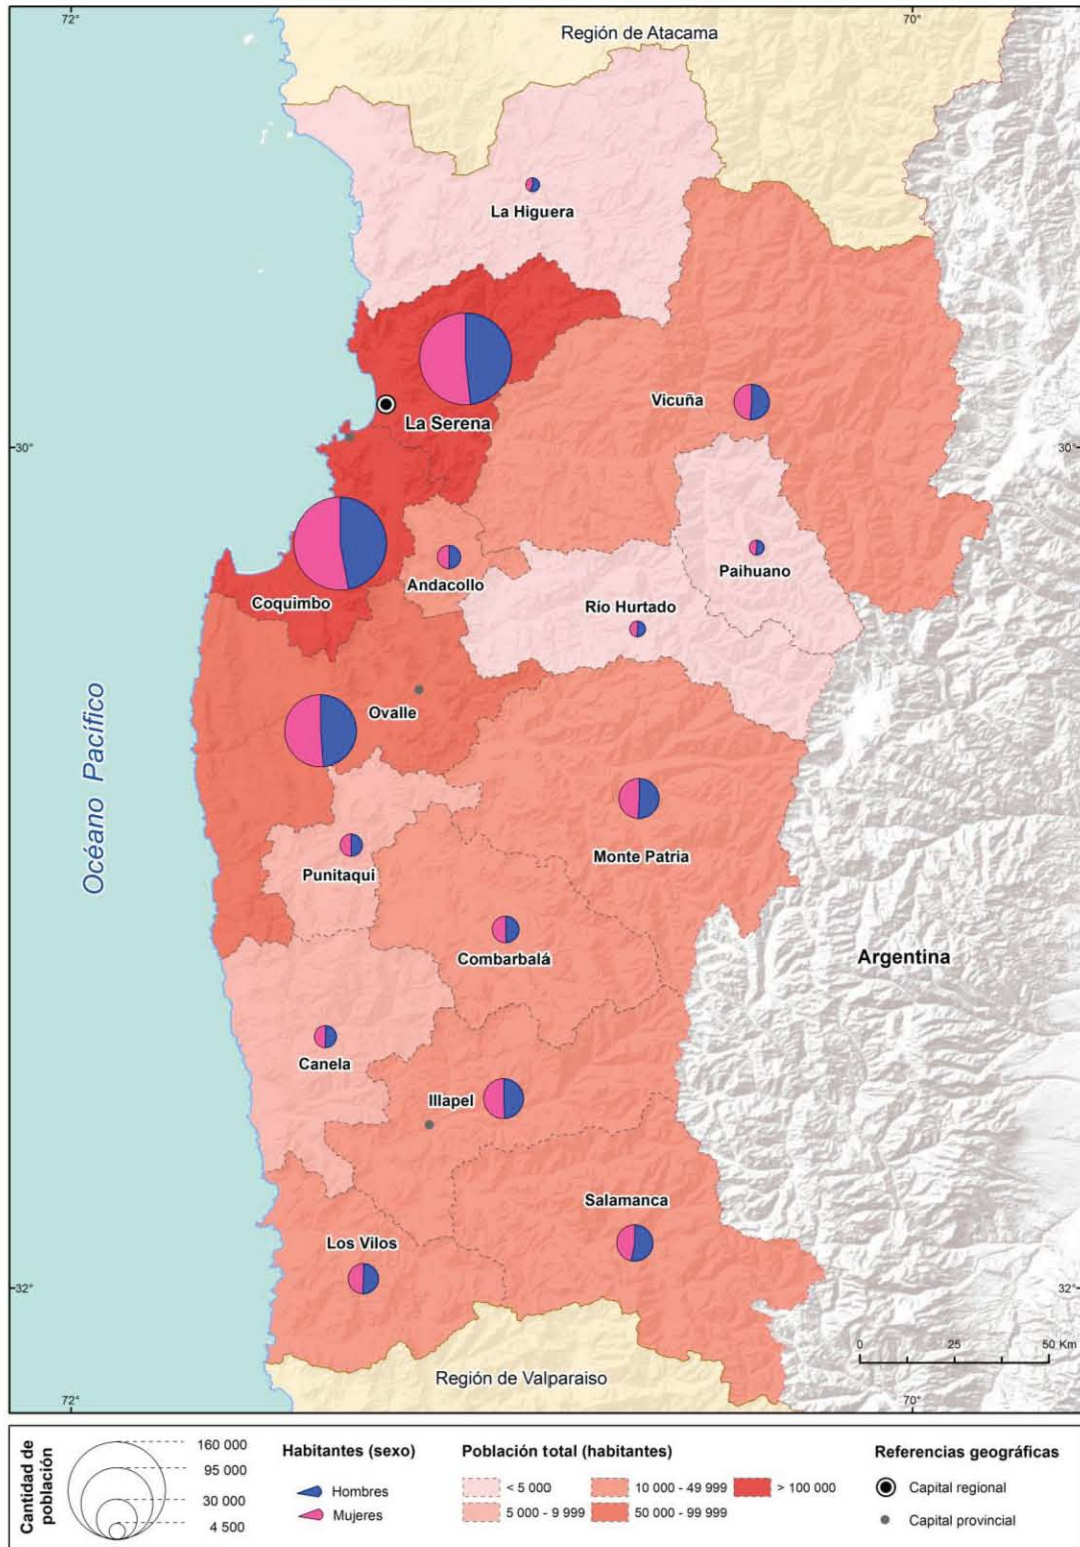 72°
70°
Región de Atacama
La Higuera
La Serena
Vicuña
30°
30°
Andacollo
Paihuano
Coquimbo
Río Hurtado
Ovalle
Océano Pacífico
Monte Patria
Punitaqui
Combarbalá
Argentina
Canela
Illapel
Salamanca
Los Vilos
32°
32°
0 25 50 Km
Región de Valparaiso
72°
70°
Cantidad de
población
160 000
95 000
30 000
4 500
Habitantes (sexo)
Hombres
Mujeres
Población total (habitantes)
< 5 000
5 000 - 9 999
10 000 - 49 999
50 000 - 99 999
> 100 000
Referencias geográficas
Capital regional
Capital provincial